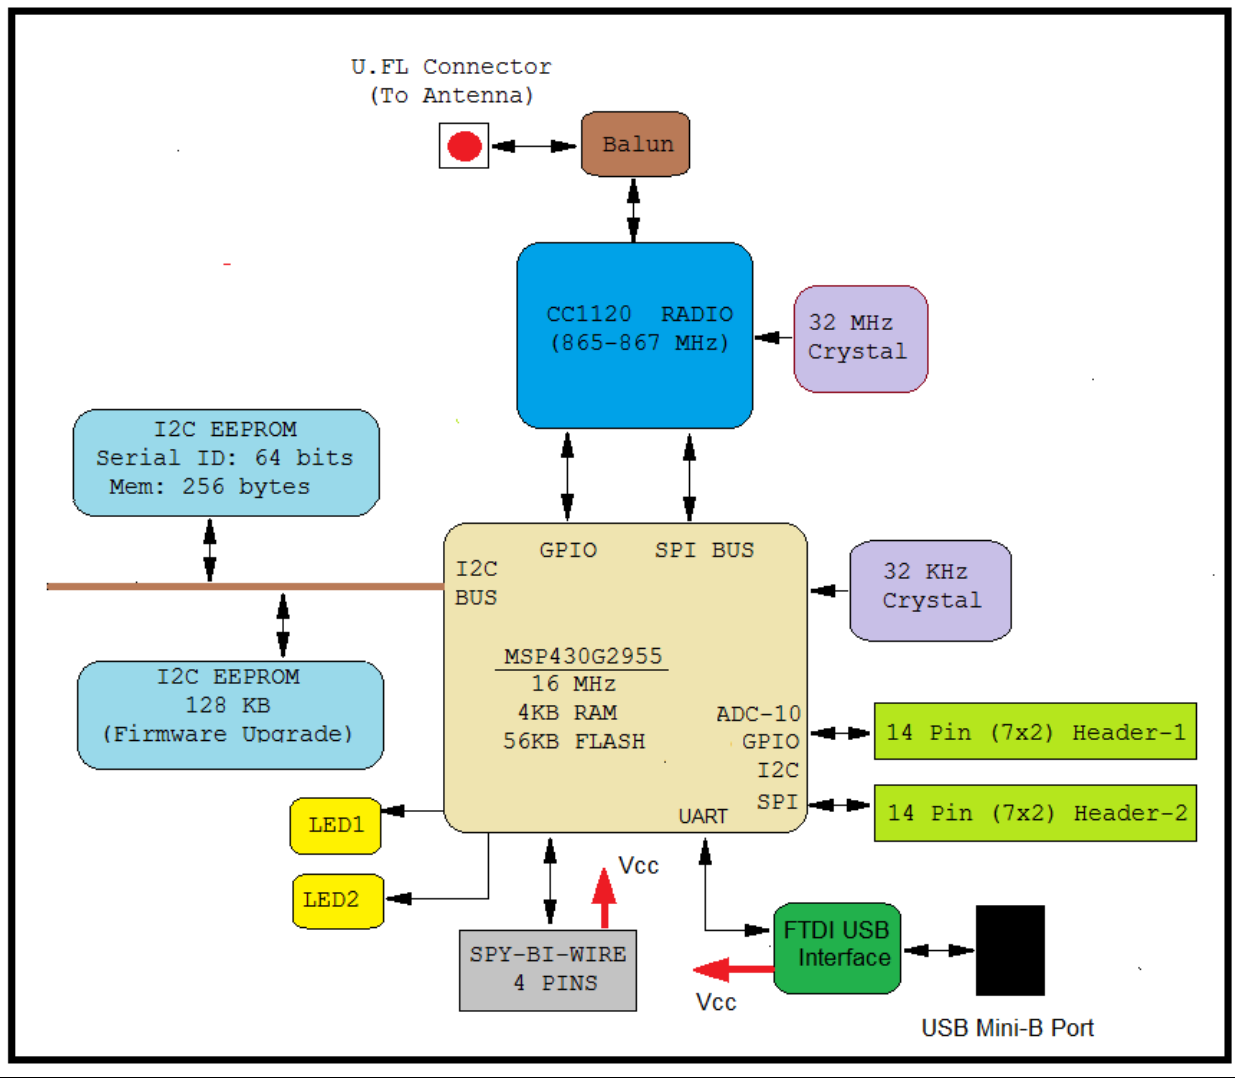 U.FL Connector
(To Antenna)
Balun
CC1120 RADIO
(865-867 MHz)
32 MHz
Crystal
I2C EEPROM
Serial ID: 64 bits
Mem: 256 bytes
GPIO
SPI BUS
I2C
BUS
32 KHz
Crystal
MSP430G2955
16 MHz
4KB RAM
56KB FLASH
I2C EEPROM
128 KB
(Firmware Upgrade)
ADC-10
GPIO
I2C
SPI
UART
14 Pin (7x2) Header-1
14 Pin (7x2) Header-2
LED1
LED2
Vcc
SPY-BI-WIRE
4 PINS
FTDI USB
Interface
Vcc
USB Mini-B Port